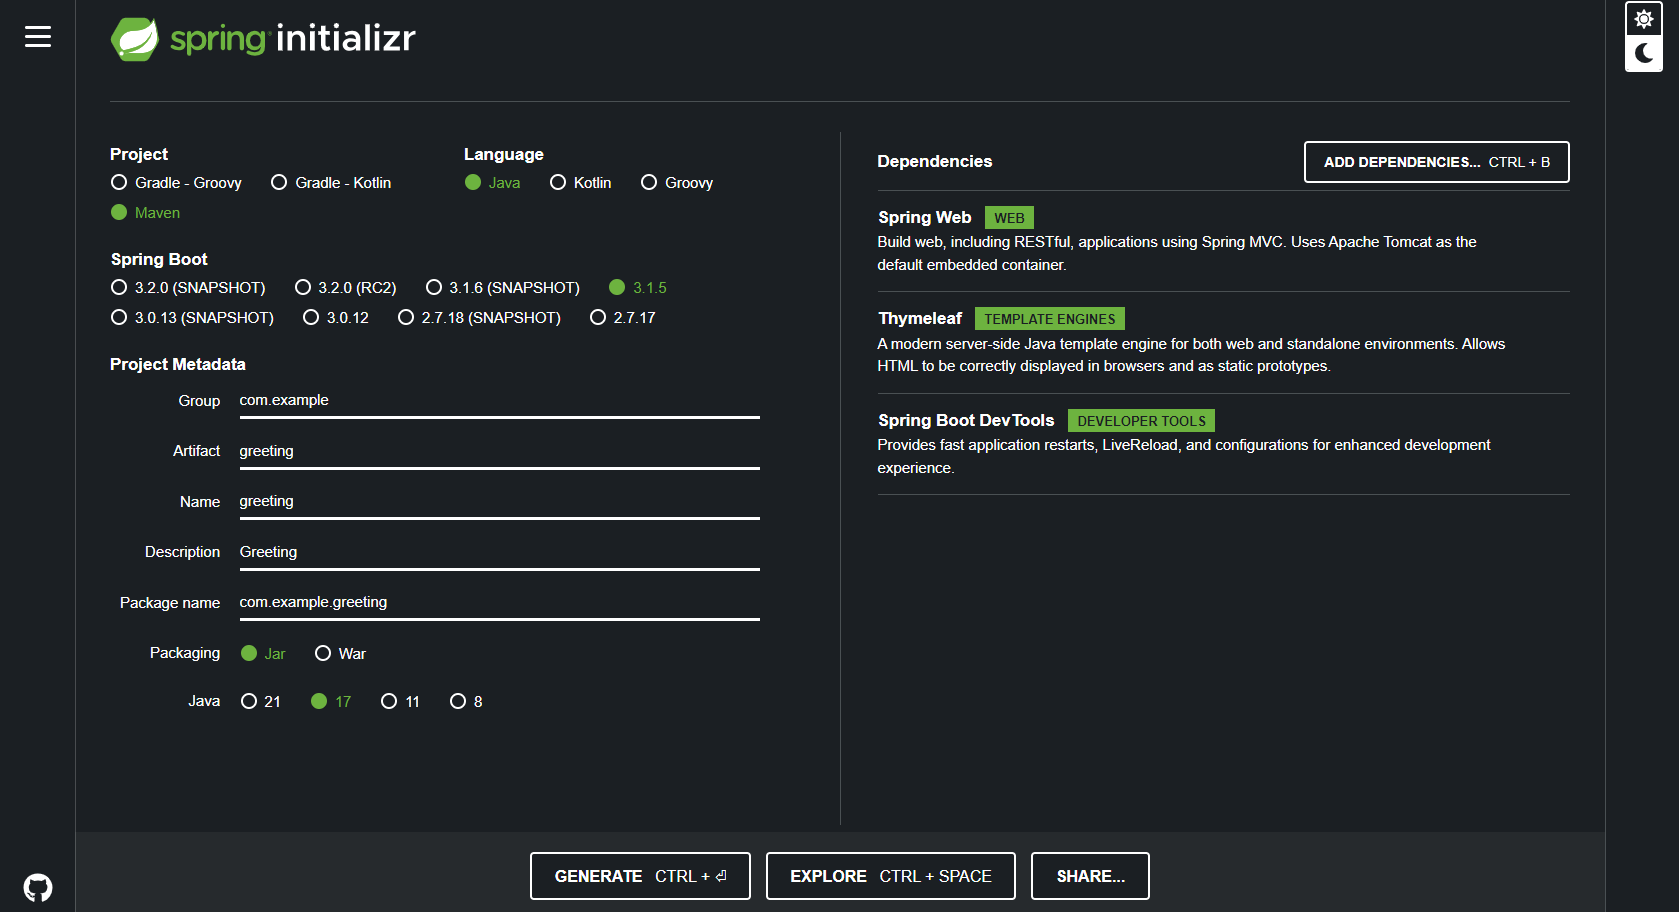 spring initializr
Project
Gradle - Groovy Gradle - Kotlin
Maven
Language
Java Kotlin Groovy
Spring Boot
3.2.0 (SNAPSHOT) 3.2.0 (RC2) 3.1.6 (SNAPSHOT) 3.1.5
3.0.13 (SNAPSHOT) 3.0.12 2.7.18 (SNAPSHOT) 2.7.17
Project Metadata
Group com.example
Artifact greeting
Name greeting
Description Greeting
Package name com.example.greeting
Packaging Jar War
Java 21 17 11 8
Dependencies ADD DEPENDENCIES... CTRL + B
Spring Web WEB
Build web, including RESTful, applications using Spring MVC. Uses Apache Tomcat as the
default embedded container.
Thymeleaf TEMPLATE ENGINES
A modern server-side Java template engine for both web and standalone environments. Allows
HTML to be correctly displayed in browsers and as static prototypes.
Spring Boot DevTools DEVELOPER TOOLS
Provides fast application restarts, LiveReload, and configurations for enhanced development
experience.
GENERATE CTRL + ⏎ EXPLORE CTRL + SPACE SHARE...